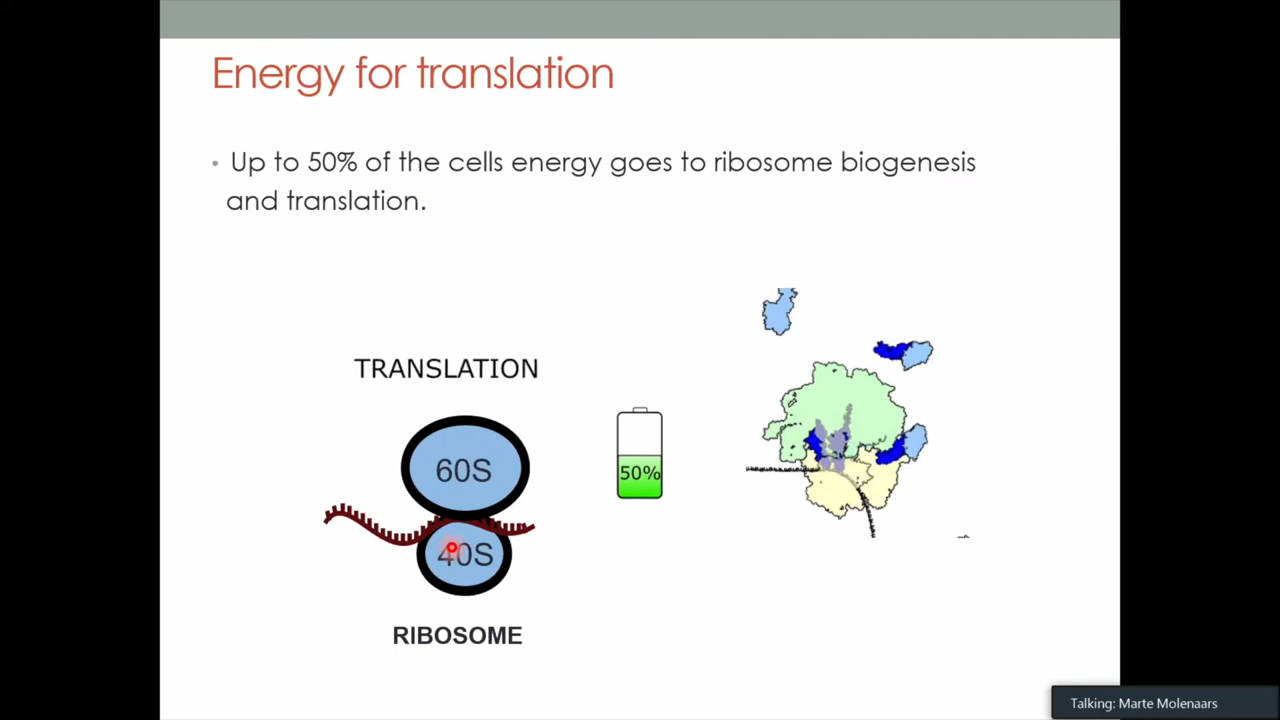 Energy for translation
• Up to 50% of the cells energy goes to ribosome biogenesis
and translation.
TRANSLATION
60S
50%
40S
RIBOSOME
Talking: Marte Molenaars